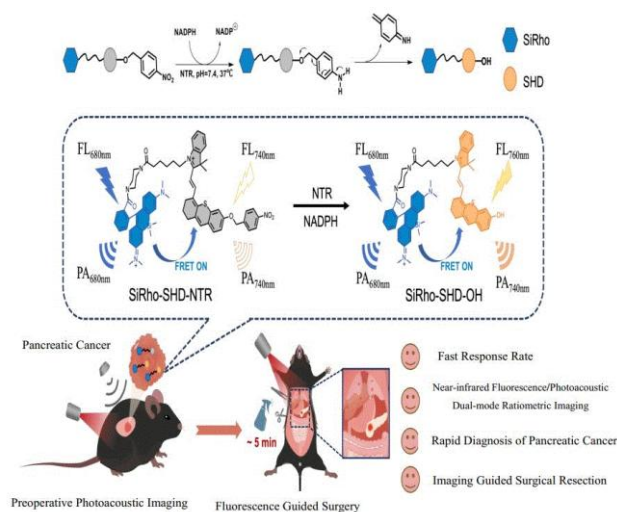 NADPH
NADP⊕
NTR, pH=7.4, 37℃
O
NO₂
O
N
H
H
NH
OH
SiRho
SHD
FL680nm
FL740nm
FL680nm
FL760nm
NTR
NADPH
FRET ON
FRET ON
PA680nm
PA740nm
PA680nm
PA740nm
SiRho-SHD-NTR
SiRho-SHD-OH
Pancreatic Cancer
~ 5 min
Fast Response Rate
Near-infrared Fluorescence/Photoacoustic
Dual-mode Ratiometric Imaging
Rapid Diagnosis of Pancreatic Cancer
Imaging Guided Surgical Resection
Preoperative Photoacoustic Imaging
Fluorescence Guided Surgery